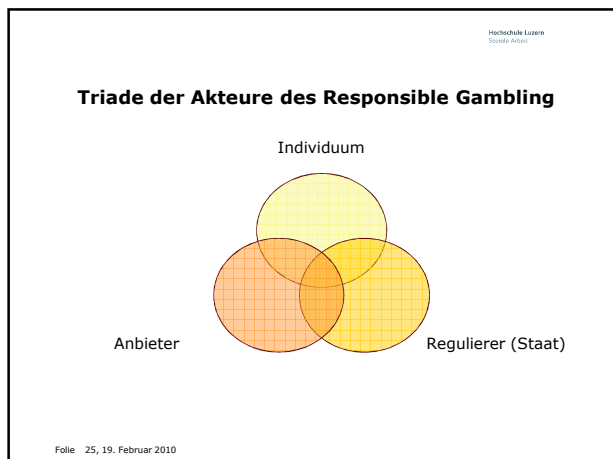 Hochschule Luzern
Soziale Arbeit
Triade der Akteure des Responsible Gambling
Individuum
Anbieter
Regulierer (Staat)
Folie 25, 19. Februar 2010